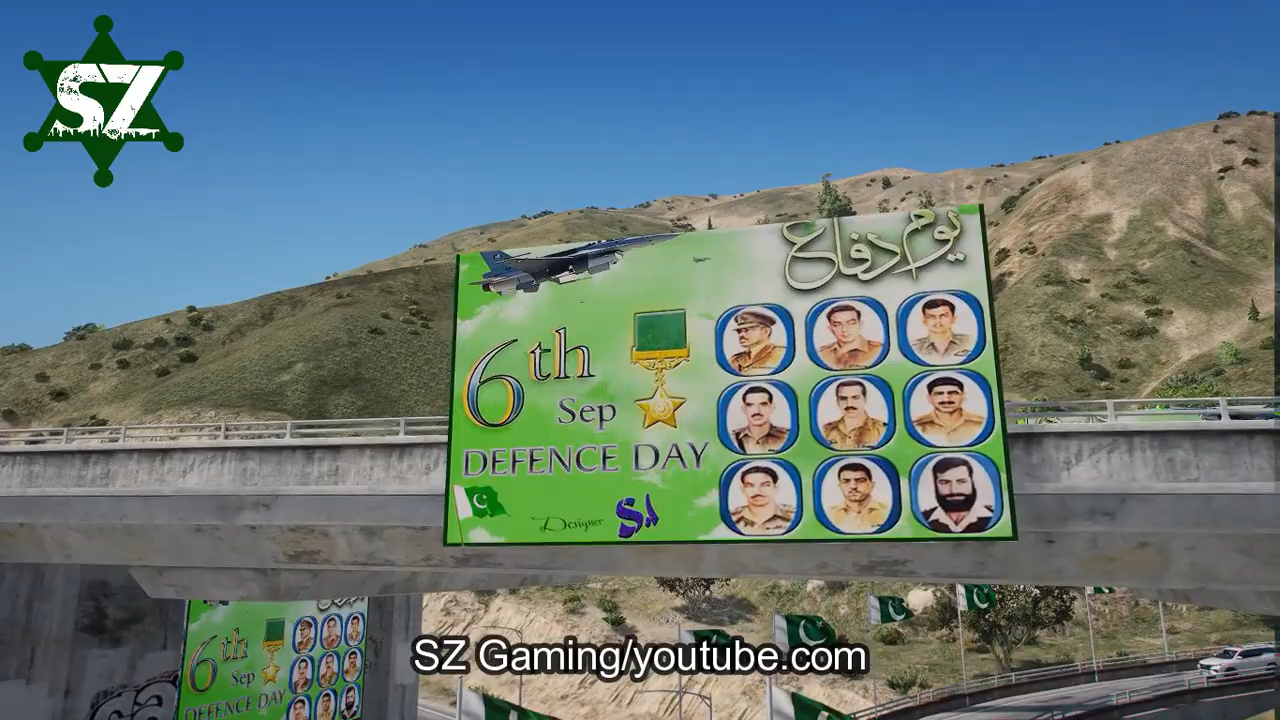 SZ
یوم دفاع
6th
Sep
DEFENCE DAY
Designer
6th
Sep
DEFENCE DAY
SZ Gaming/youtube.com